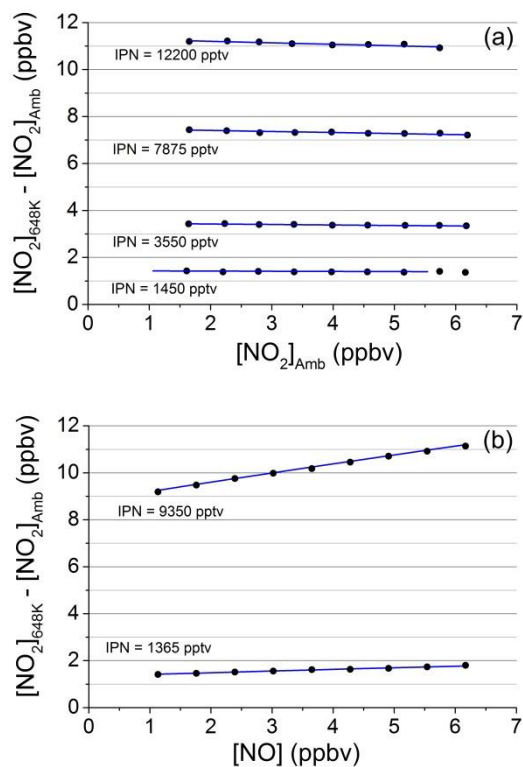 12
(a)
10
IPN = 12200 pptv
8
6
IPN = 7875 pptv
4
IPN = 3550 pptv
2
IPN = 1450 pptv
0
0 1 2 3 4 5 6 7
[NO2]648K - [NO2]Amb (ppbv)
[NO2]Amb (ppbv)
12
(b)
10
IPN = 9350 pptv
8
6
4
IPN = 1365 pptv
2
0
0 1 2 3 4 5 6 7
[NO2]648K - [NO2]Amb (ppbv)
[NO] (ppbv)